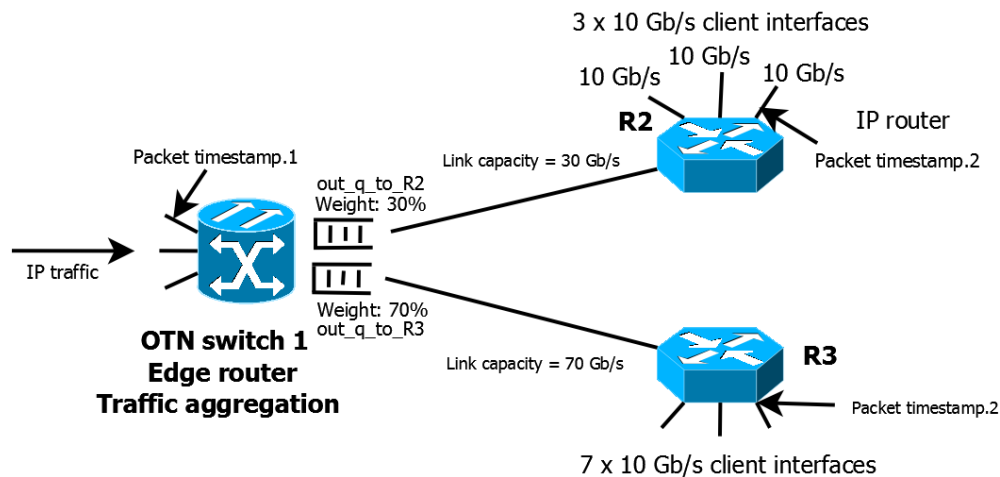 3 x 10 Gb/s client interfaces
10 Gb/s
10 Gb/s
10 Gb/s
R2
IP router
Packet timestamp.1
Link capacity = 30 Gb/s
Packet timestamp.2
out_q_to_R2
Weight: 30%
IP traffic
Weight: 70%
out_q_to_R3
OTN switch 1
Edge router
Traffic aggregation
Link capacity = 70 Gb/s
R3
Packet timestamp.2
7 x 10 Gb/s client interfaces